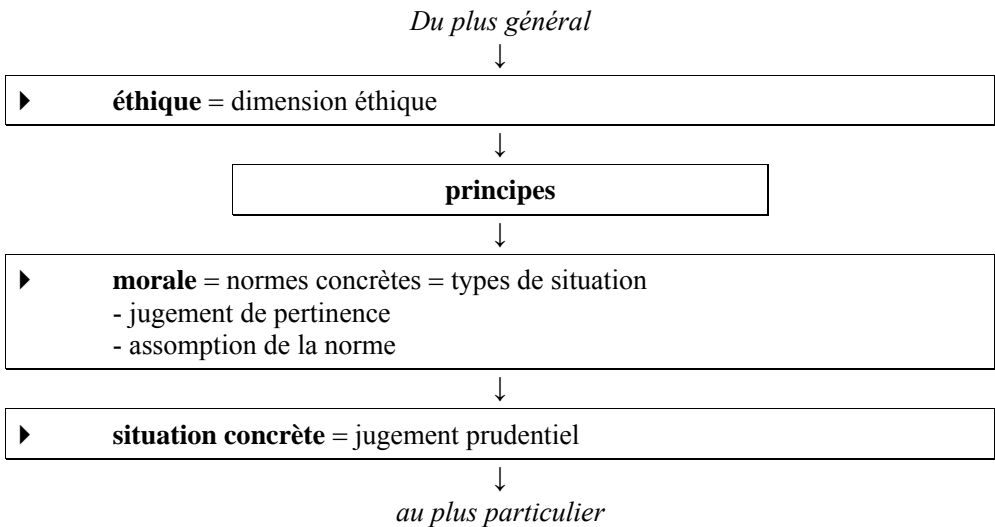 Du plus général
↓
éthique = dimension éthique
↓
principes
↓
morale = normes concrètes = types de situation
- jugement de pertinence
- assomption de la norme
↓
situation concrète = jugement prudentiel
↓
au plus particulier